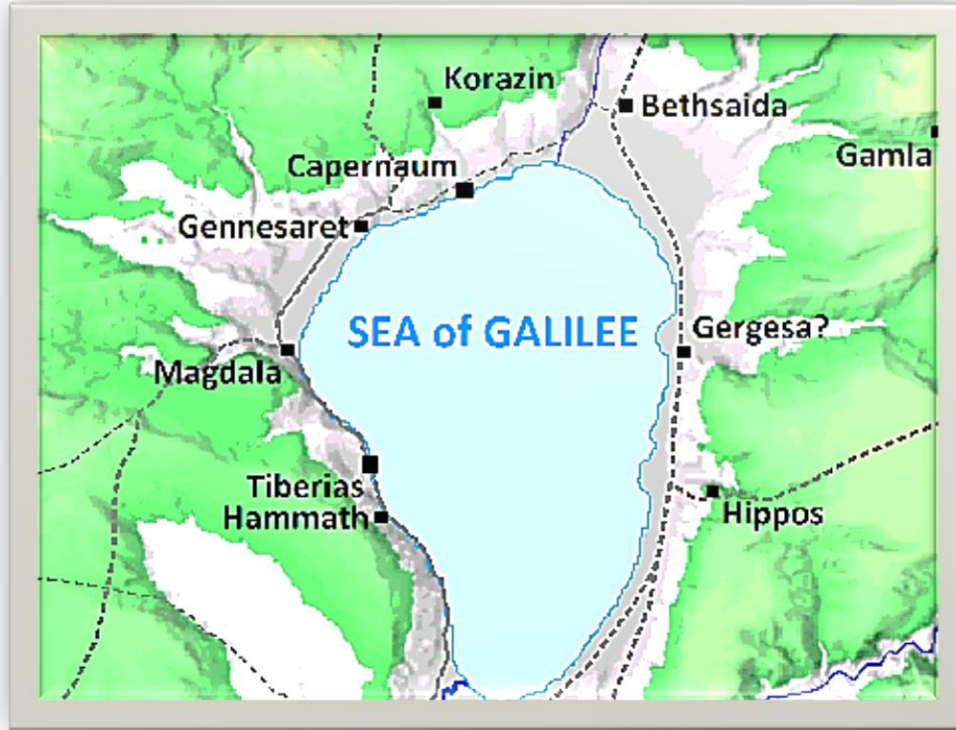 Korazin
Bethsaida
Gamla
Capernaum
Gennesaret
SEA of GALILEE
Gergesa?
Magdala
Tiberias
Hammath
Hippos